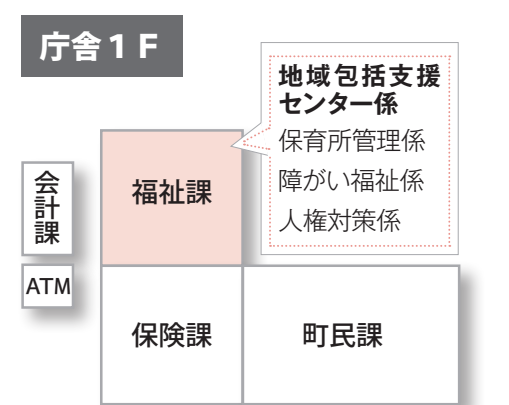 庁舎１Ｆ
地域包括支援
センター係
保育所管理係
障がい福祉係
人権対策係
福祉課
会計課
ATM
保険課
町民課